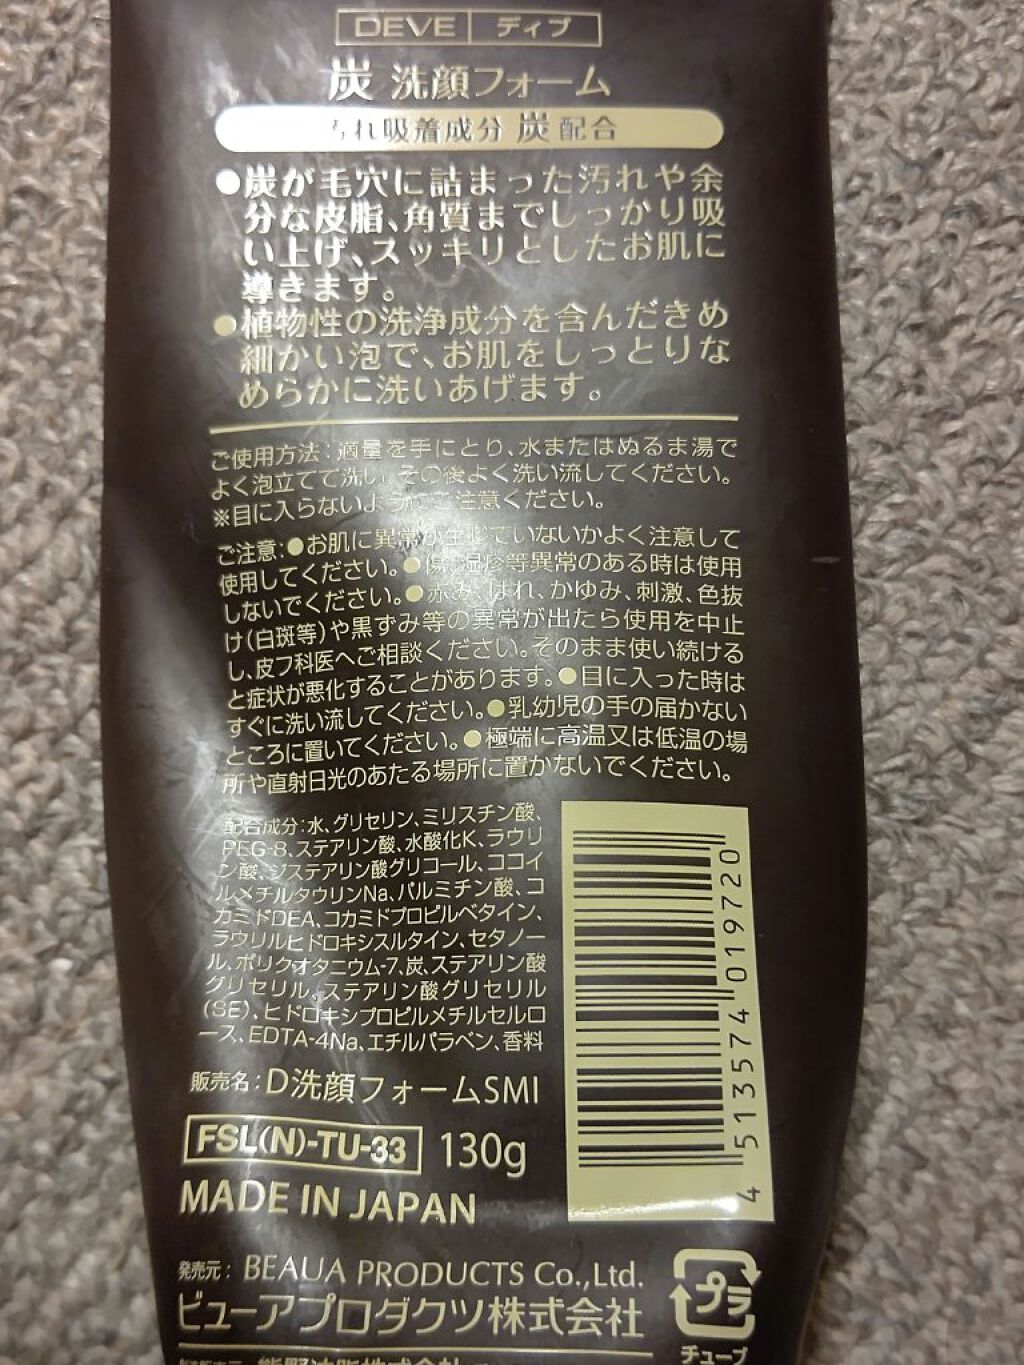 DEVE ディブ
炭 洗顔フォーム
汚れ吸着成分 炭配合
●炭が毛穴に詰まった汚れや余
分な皮脂、角質までしっかり吸
い上げ、スッキリとしたお肌に
導きます。
●植物性の洗浄成分を含んだきめ
細かい泡で、お肌をしっとりな
めらかに洗いあげます。
ご使用方法:適量を手にとり、水またはぬるま湯で
よく泡立てて洗い、その後よく洗い流してください。
※目に入らないようにご注意ください。
ご注意:●お肌に異常が生じていないかよく注意して
使用してください。●傷、湿疹等異常のある時は使用
しないでください。●赤み、はれ、かゆみ、刺激、色抜
け(白斑等)や黒ずみ等の異常が出たら使用を中止
し、皮フ科医へご相談ください。そのまま使い続ける
と症状が悪化することがあります。●目に入った時は
すぐに洗い流してください。●乳幼児の手の届かない
ところに置いてください。●極端に高温又は低温の場
所や直射日光のあたる場所に置かないでください。
配合成分:水、グリセリン、ミリスチン酸、
PEG-8、ステアリン酸、水酸化K、ラウリ
ン酸、ジステアリン酸グリコール、ココイ
ルメチルタウリンNa、パルミチン酸、コ
カミドDEA、コカミドプロピルベタイン、
ラウリルヒドロキシスルタイン、セタノー
ル、ポリクオタニウム-7、炭、ステアリン酸
グリセリル、ステアリン酸グリセリル
(SE)、ヒドロキシプロピルメチルセルロ
ース、EDTA-4Na、エチルパラベン、香料
販売名:D洗顔フォームSMI
FSL(N)-TU-33 130g
MADE IN JAPAN
4 513574 019720
発売元: BEAUA PRODUCTS Co.,Ltd.
ビューアプロダクツ株式会社
プラ
チューブ